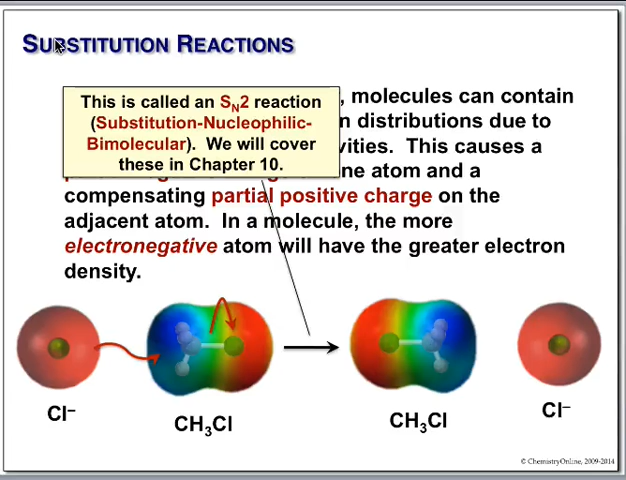 SUBSTITUTION REACTIONS
This is called an SN2 reaction
(Substitution-Nucleophilic-
Bimolecular). We will cover
these in Chapter 10.
, molecules can contain
n distributions due to
vities. This causes a
ne atom and a
compensating partial positive charge on the
adjacent atom. In a molecule, the more
electronegative atom will have the greater electron
density.
Cl–
CH3Cl
CH3Cl
Cl–
© ChemistryOnline, 2009-2014